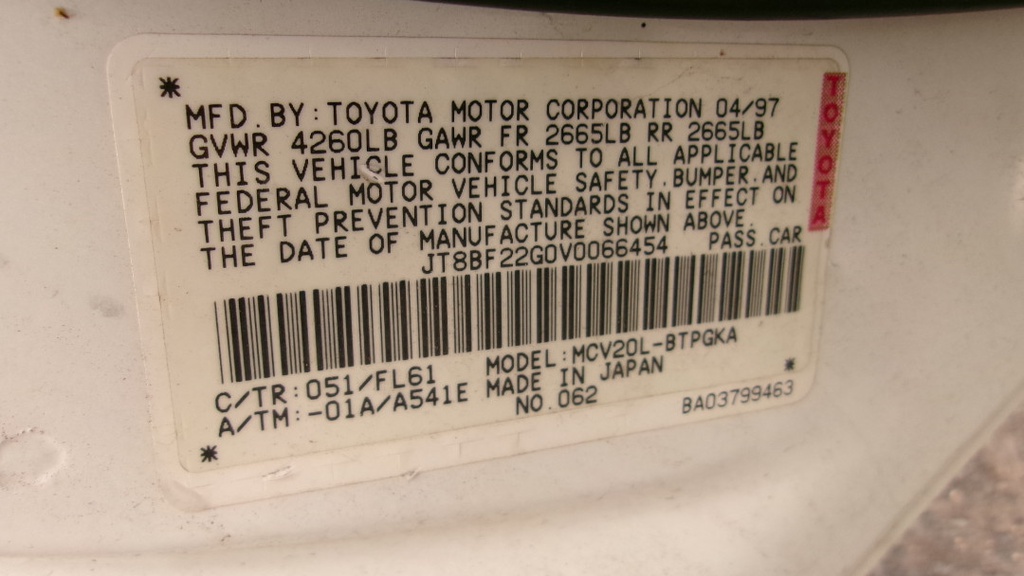 *
MFD. BY: TOYOTA MOTOR CORPORATION 04/97
GVWR 4260LB GAWR FR 2665LB RR 2665LB
THIS VEHICLE CONFORMS TO ALL APPLICABLE
FEDERAL MOTOR VEHICLE SAFETY, BUMPER, AND
THEFT PREVENTION STANDARDS IN EFFECT ON
THE DATE OF MANUFACTURE SHOWN ABOVE.
JT8BF22G0V0066454 PASS. CAR
C/TR: 051/FL61 MODEL: MCV20L-BTPGKA
A/TM: -01A/A541E MADE IN JAPAN *
NO. 062 BA03799463
*
TOYOTA